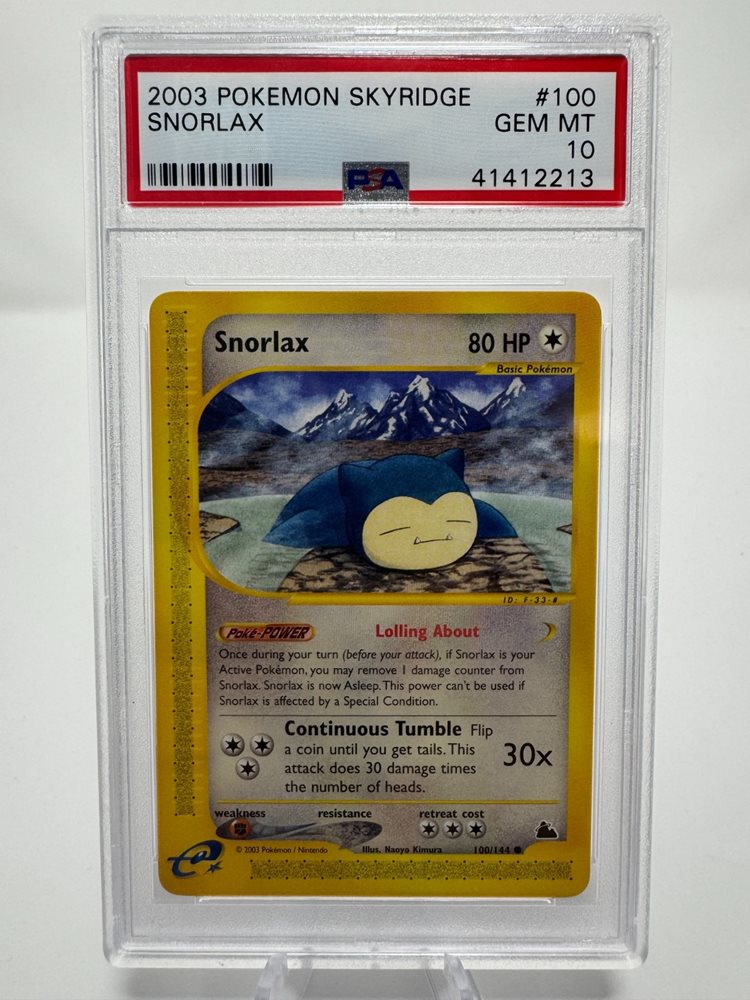 2003 POKEMON SKYRIDGE #100
SNORLAX GEM MT
10
PSA 41412213
Snorlax 80 HP
Basic Pokémon
ID: F-33-#
Poké-POWER Lolling About
Once during your turn (before your attack), if Snorlax is your
Active Pokémon, you may remove 1 damage counter from
Snorlax. Snorlax is now Asleep. This power can't be used if
Snorlax is affected by a Special Condition.
Continuous Tumble Flip
a coin until you get tails. This
attack does 30 damage times
the number of heads.
30x
weakness resistance retreat cost
© 2003 Pokémon / Nintendo Illus. Naoyo Kimura 100/144
e